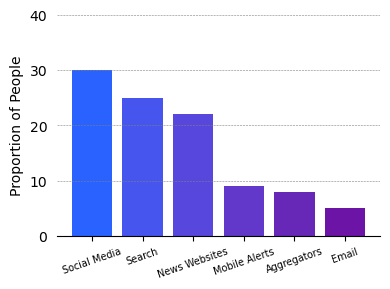 40
30
20
10
0
Proportion of People
Social Media
Search
News Websites
Mobile Alerts
Aggregators
Email